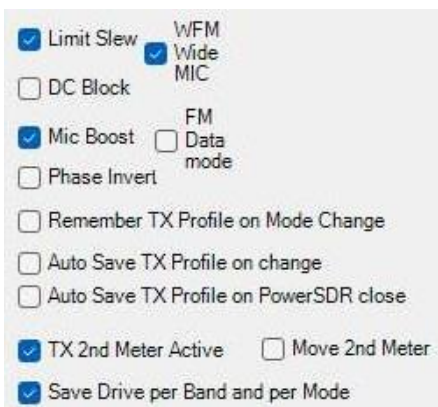 Limit Slew
WFM
Wide
MIC
DC Block
Mic Boost
FM
Data
mode
Phase Invert
Remember TX Profile on Mode Change
Auto Save TX Profile on change
Auto Save TX Profile on PowerSDR close
TX 2nd Meter Active
Move 2nd Meter
Save Drive per Band and per Mode